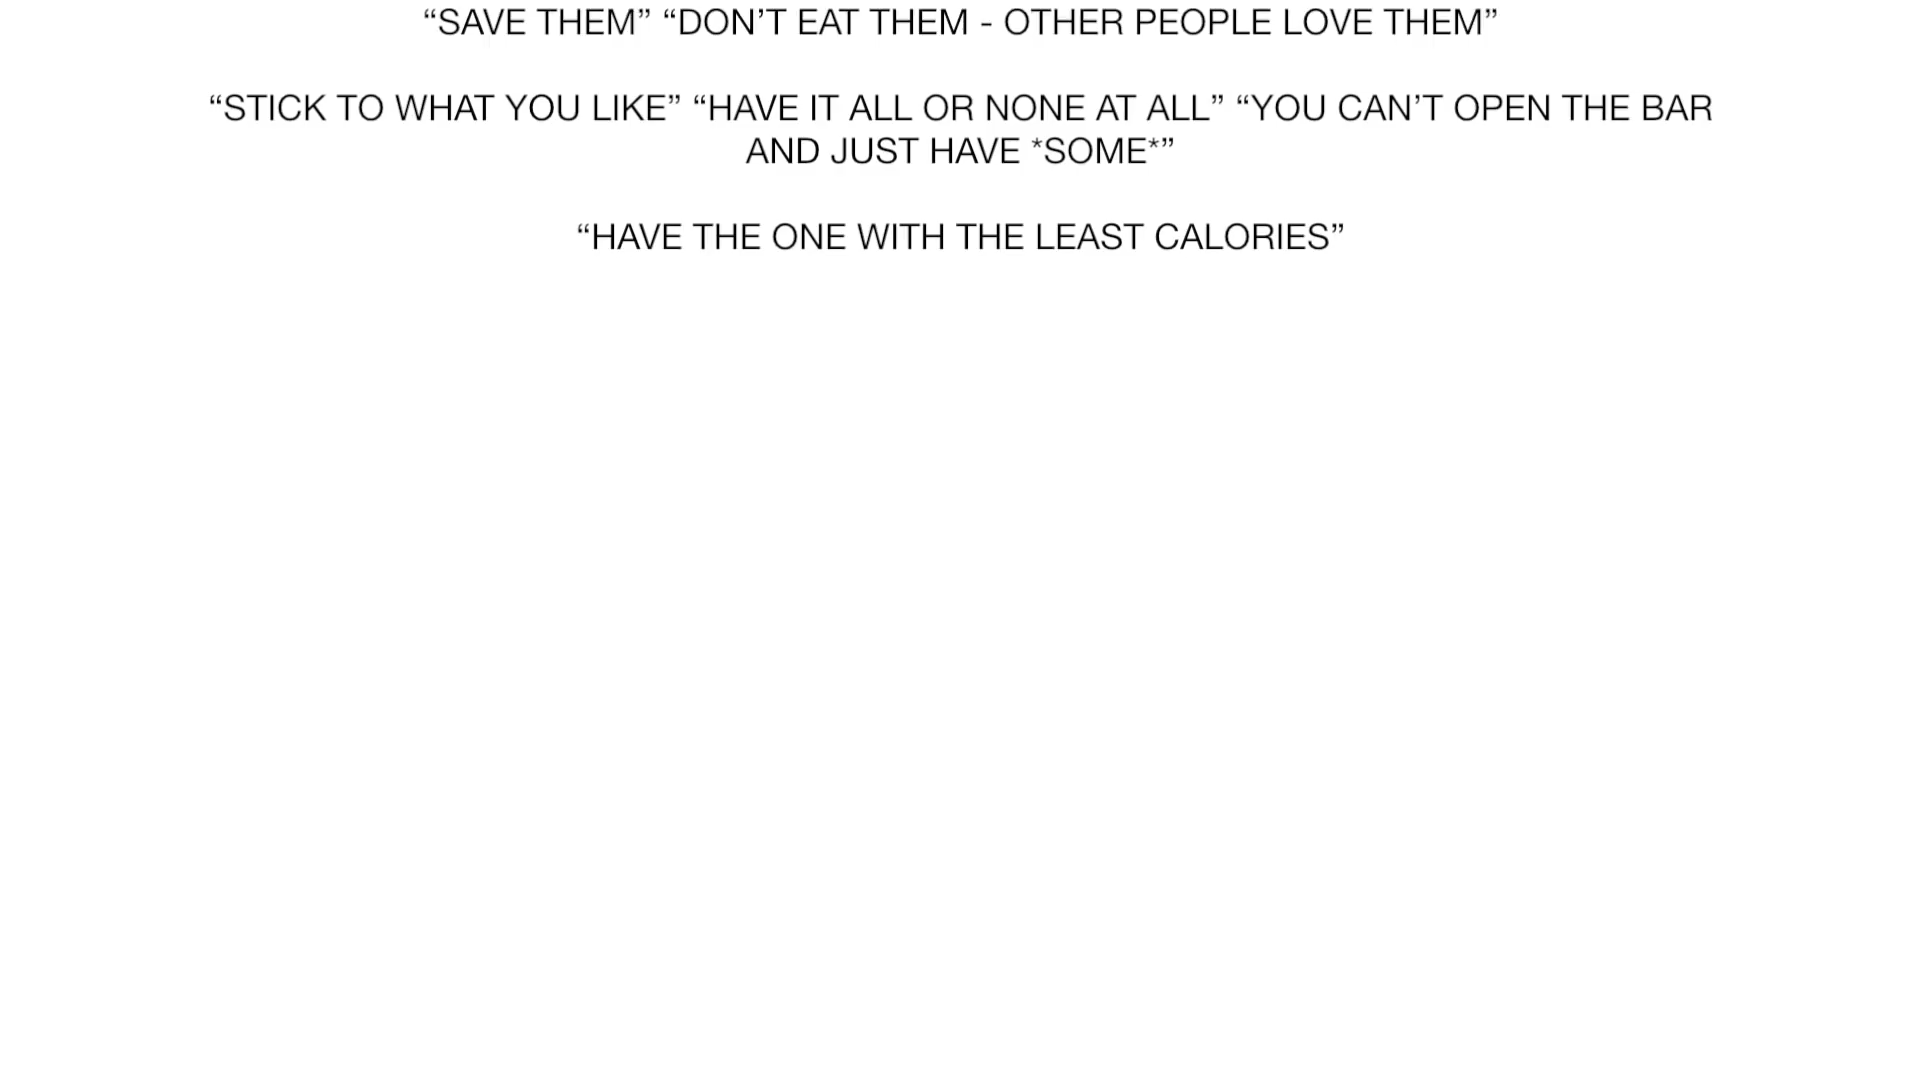 “SAVE THEM” “DON’T EAT THEM - OTHER PEOPLE LOVE THEM”
“STICK TO WHAT YOU LIKE” “HAVE IT ALL OR NONE AT ALL” “YOU CAN’T OPEN THE BAR
AND JUST HAVE *SOME*”
“HAVE THE ONE WITH THE LEAST CALORIES”